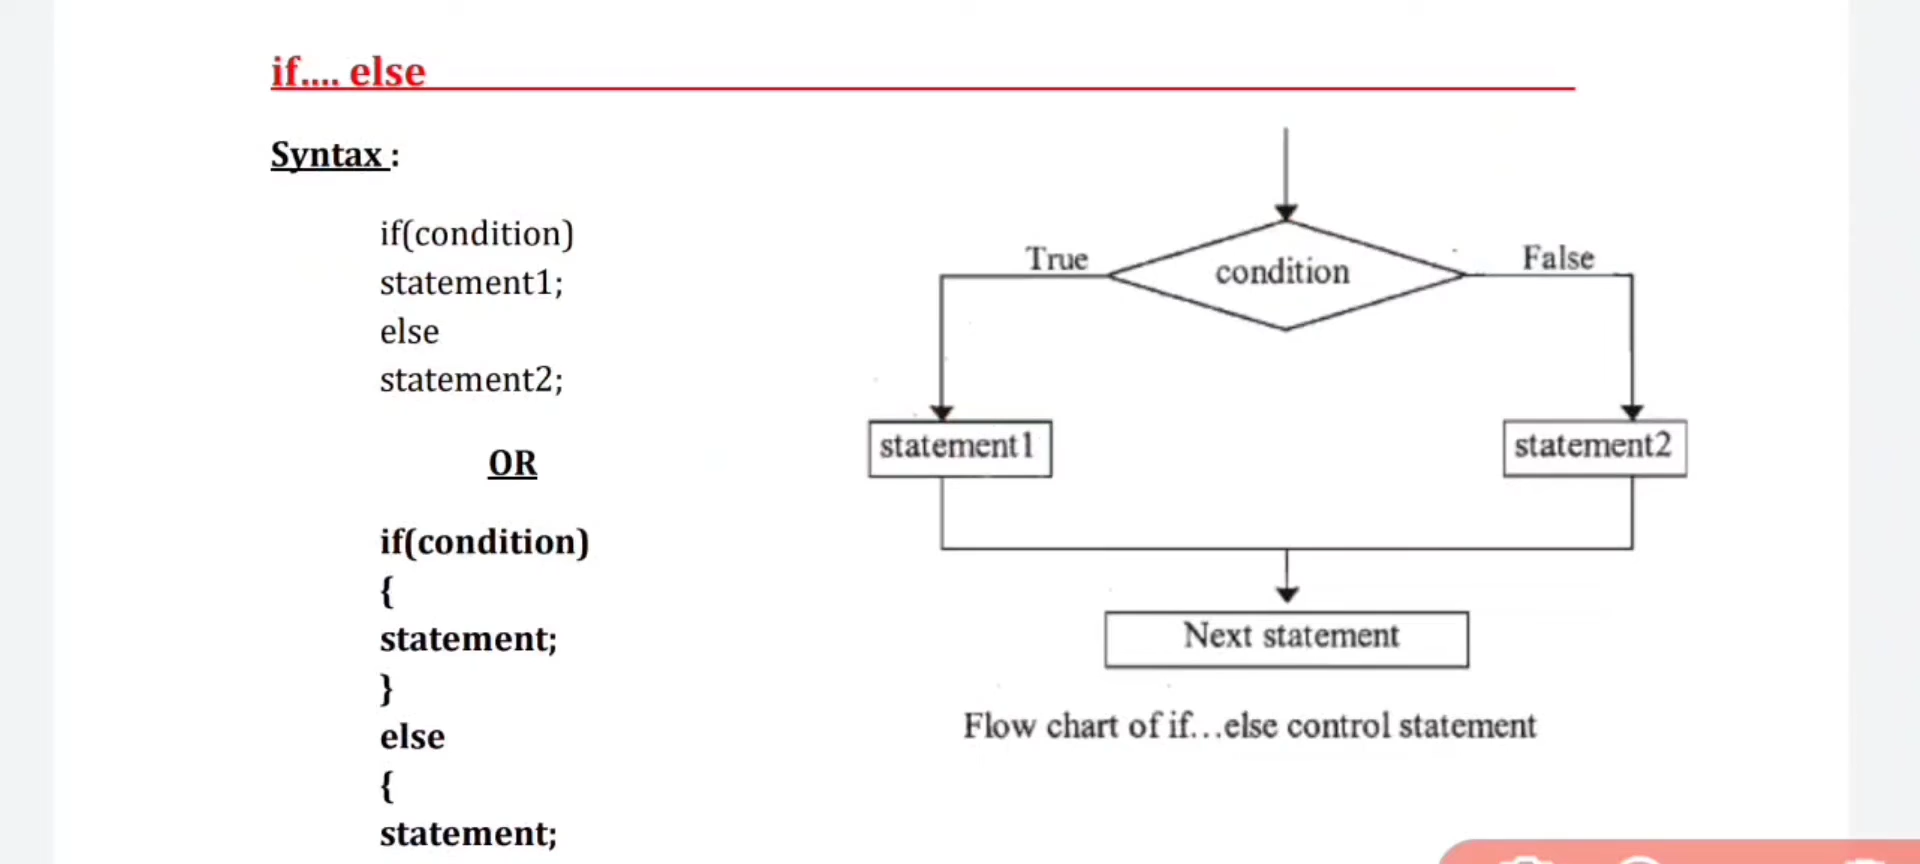 if.... else
Syntax :
if(condition)
statement1;
else
statement2;
OR
if(condition)
{
statement;
}
else
{
statement;
condition
True
False
statement1
statement2
Next statement
Flow chart of if...else control statement